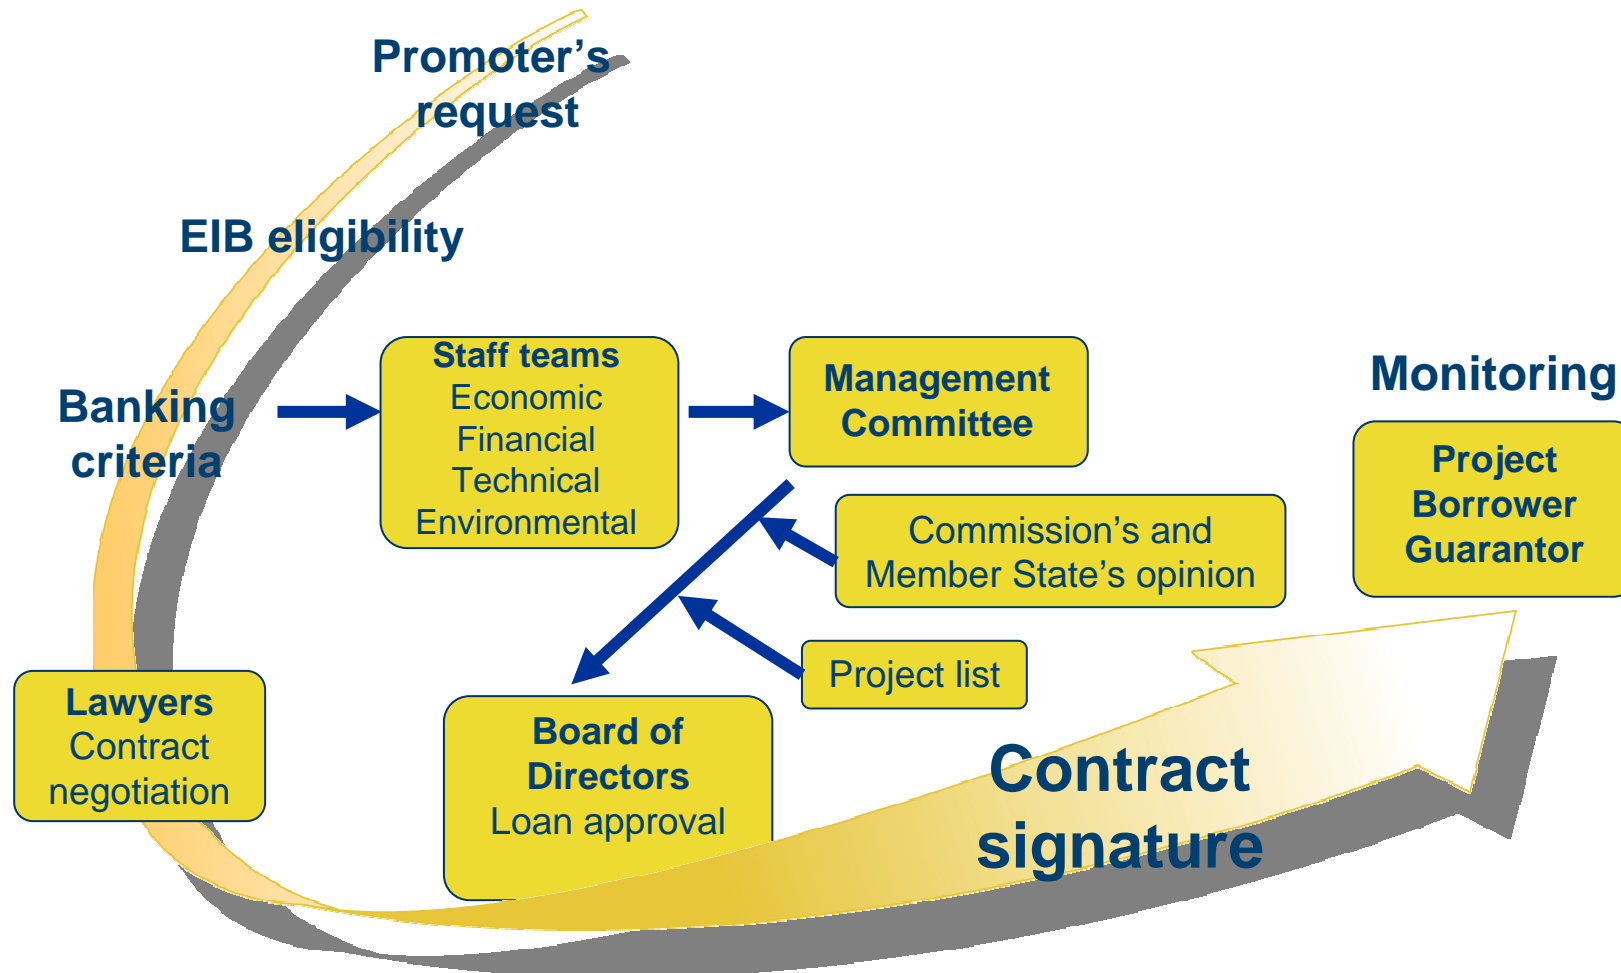 Promoter’s
request
EIB eligibility
Banking
criteria
Staff teams
Economic
Financial
Technical
Environmental
Management
Committee
Commission’s and
Member State’s opinion
Project list
Board of
Directors
Loan approval
Lawyers
Contract
negotiation
Contract
signature
Monitoring
Project
Borrower
Guarantor